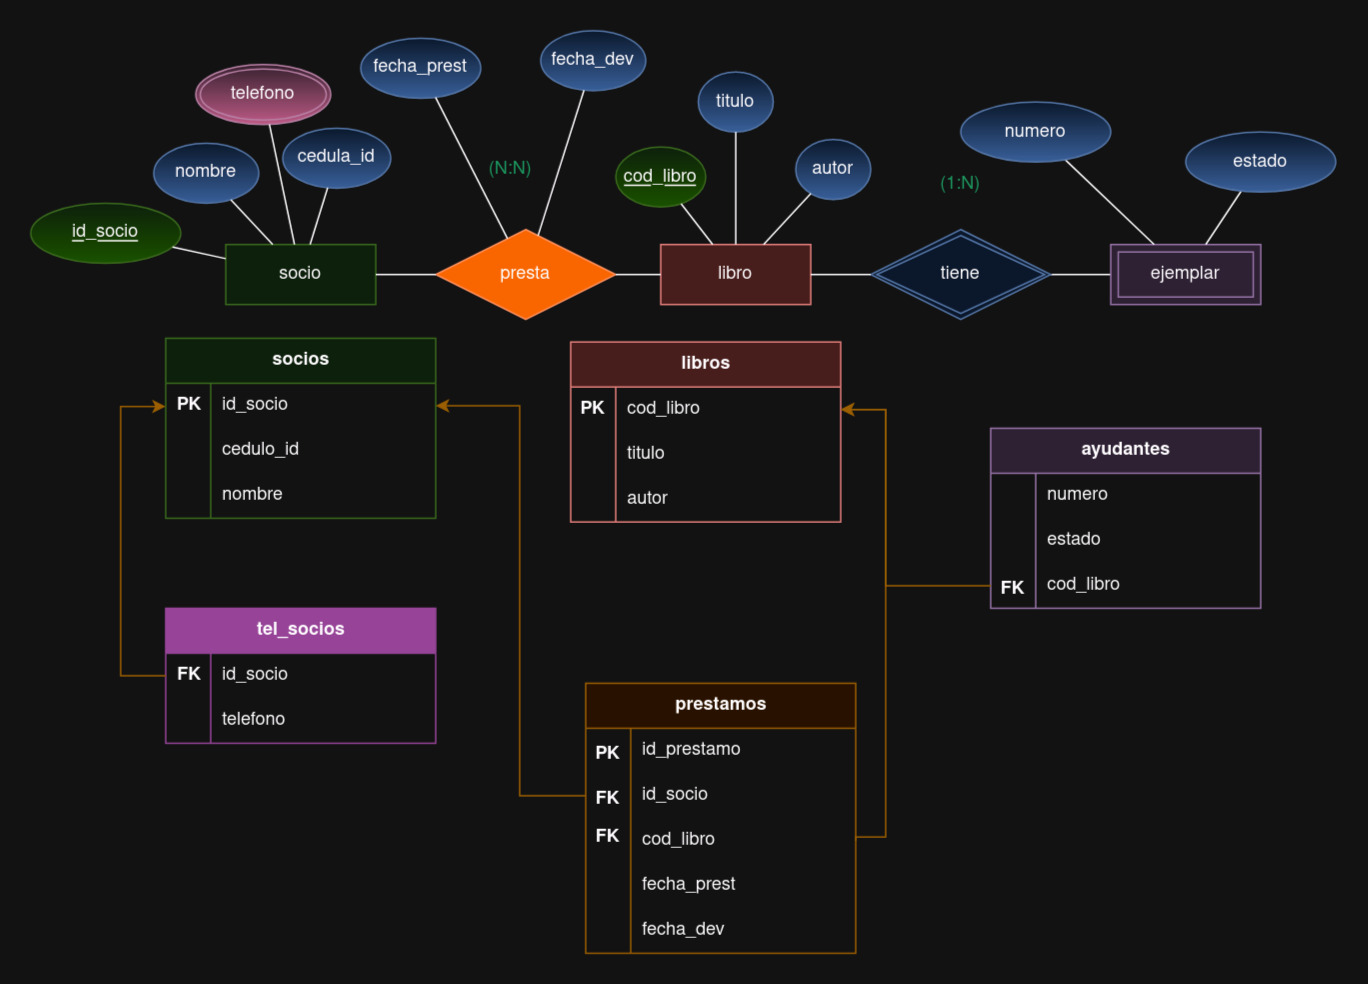 fecha_prest
fecha_dev
telefono
titulo
numero
nombre
cedula_id
(N:N)
cod_libro
autor
(1:N)
estado
id_socio
socio
presta
libro
tiene
ejemplar
socios
PK id_socio
cedulo_id
nombre
libros
PK cod_libro
titulo
autor
ayudantes
numero
estado
FK cod_libro
tel_socios
FK id_socio
telefono
prestamos
PK id_prestamo
FK id_socio
FK cod_libro
fecha_prest
fecha_dev